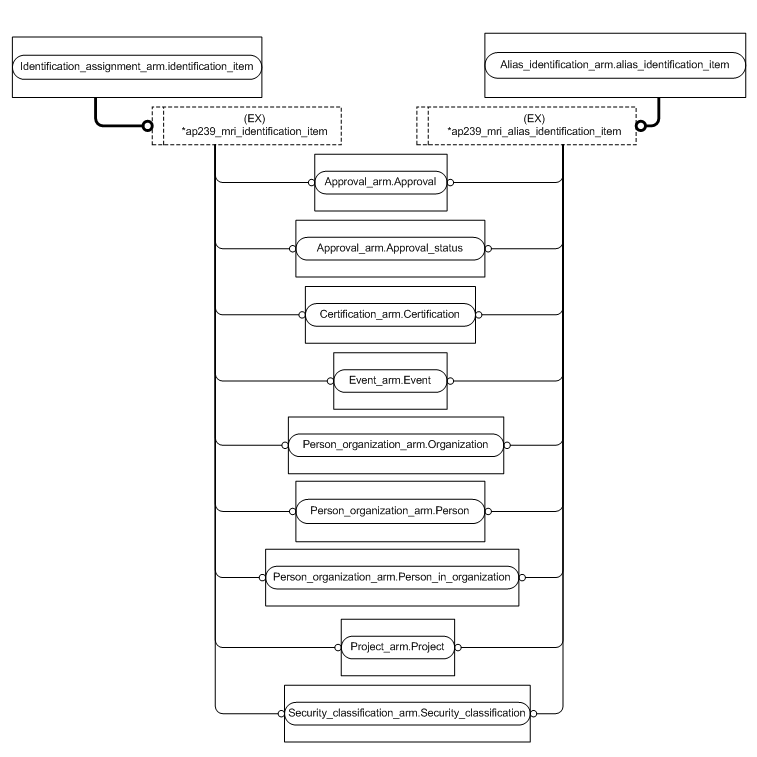 Identification_assignment_arm.identification_item
Alias_identification_arm.alias_identification_item
(EX)
*ap239_mri_identification_item
(EX)
*ap239_mri_alias_identification_item
Approval_arm.Approval
Approval_arm.Approval_status
Certification_arm.Certification
Event_arm.Event
Person_organization_arm.Organization
Person_organization_arm.Person
Person_organization_arm.Person_in_organization
Project_arm.Project
Security_classification_arm.Security_classification